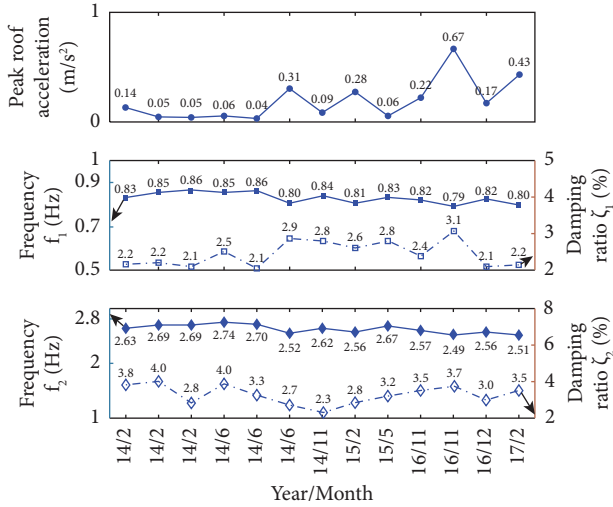 Peak roof
acceleration
(m/s²)
1
0
0.14 0.05 0.05 0.06 0.04 0.31 0.09 0.28 0.06 0.22 0.67 0.17 0.43
Frequency
f₁ (Hz)
1
0.9
0.7
0.5
0.83 0.85 0.86 0.85 0.86 0.80 0.84 0.81 0.83 0.82 0.79 0.82 0.80
2.2 2.2 2.1 2.5 2.1 2.9 2.8 2.6 2.8 2.4 3.1 2.1 2.2
5
4
3
2
Damping
ratio ζ₁ (%)
Frequency
f₂ (Hz)
2.8
2
1
2.63 2.69 2.69 2.74 2.70 2.52 2.62 2.56 2.67 2.57 2.49 2.56 2.51
3.8 4.0 2.8 4.0 3.3 2.7 2.3 2.8 3.2 3.5 3.7 3.0 3.5
8
6
4
2
Damping
ratio ζ₂ (%)
14/2 14/2 14/2 14/6 14/6 14/6 14/11 15/2 15/5 16/11 16/11 16/12 17/2
Year/Month